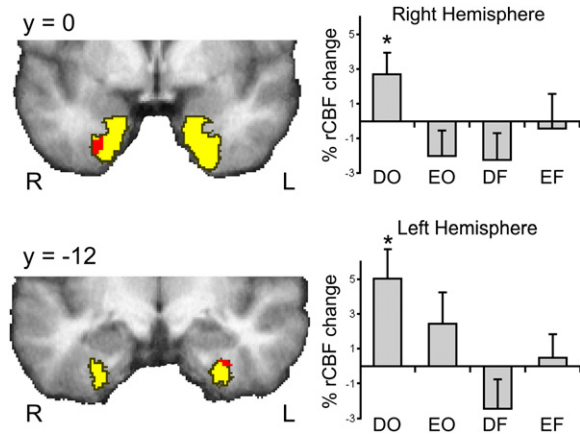 y = 0
R
L
Right Hemisphere
% rCBF change
5
3
1
-1
-3
*
DO
EO
DF
EF
y = -12
R
L
Left Hemisphere
% rCBF change
5
3
1
-1
-3
*
DO
EO
DF
EF